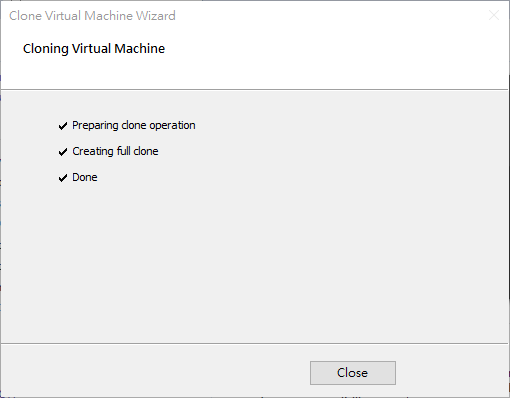 Clone Virtual Machine Wizard
Cloning Virtual Machine
Preparing clone operation
Creating full clone
Done
Close